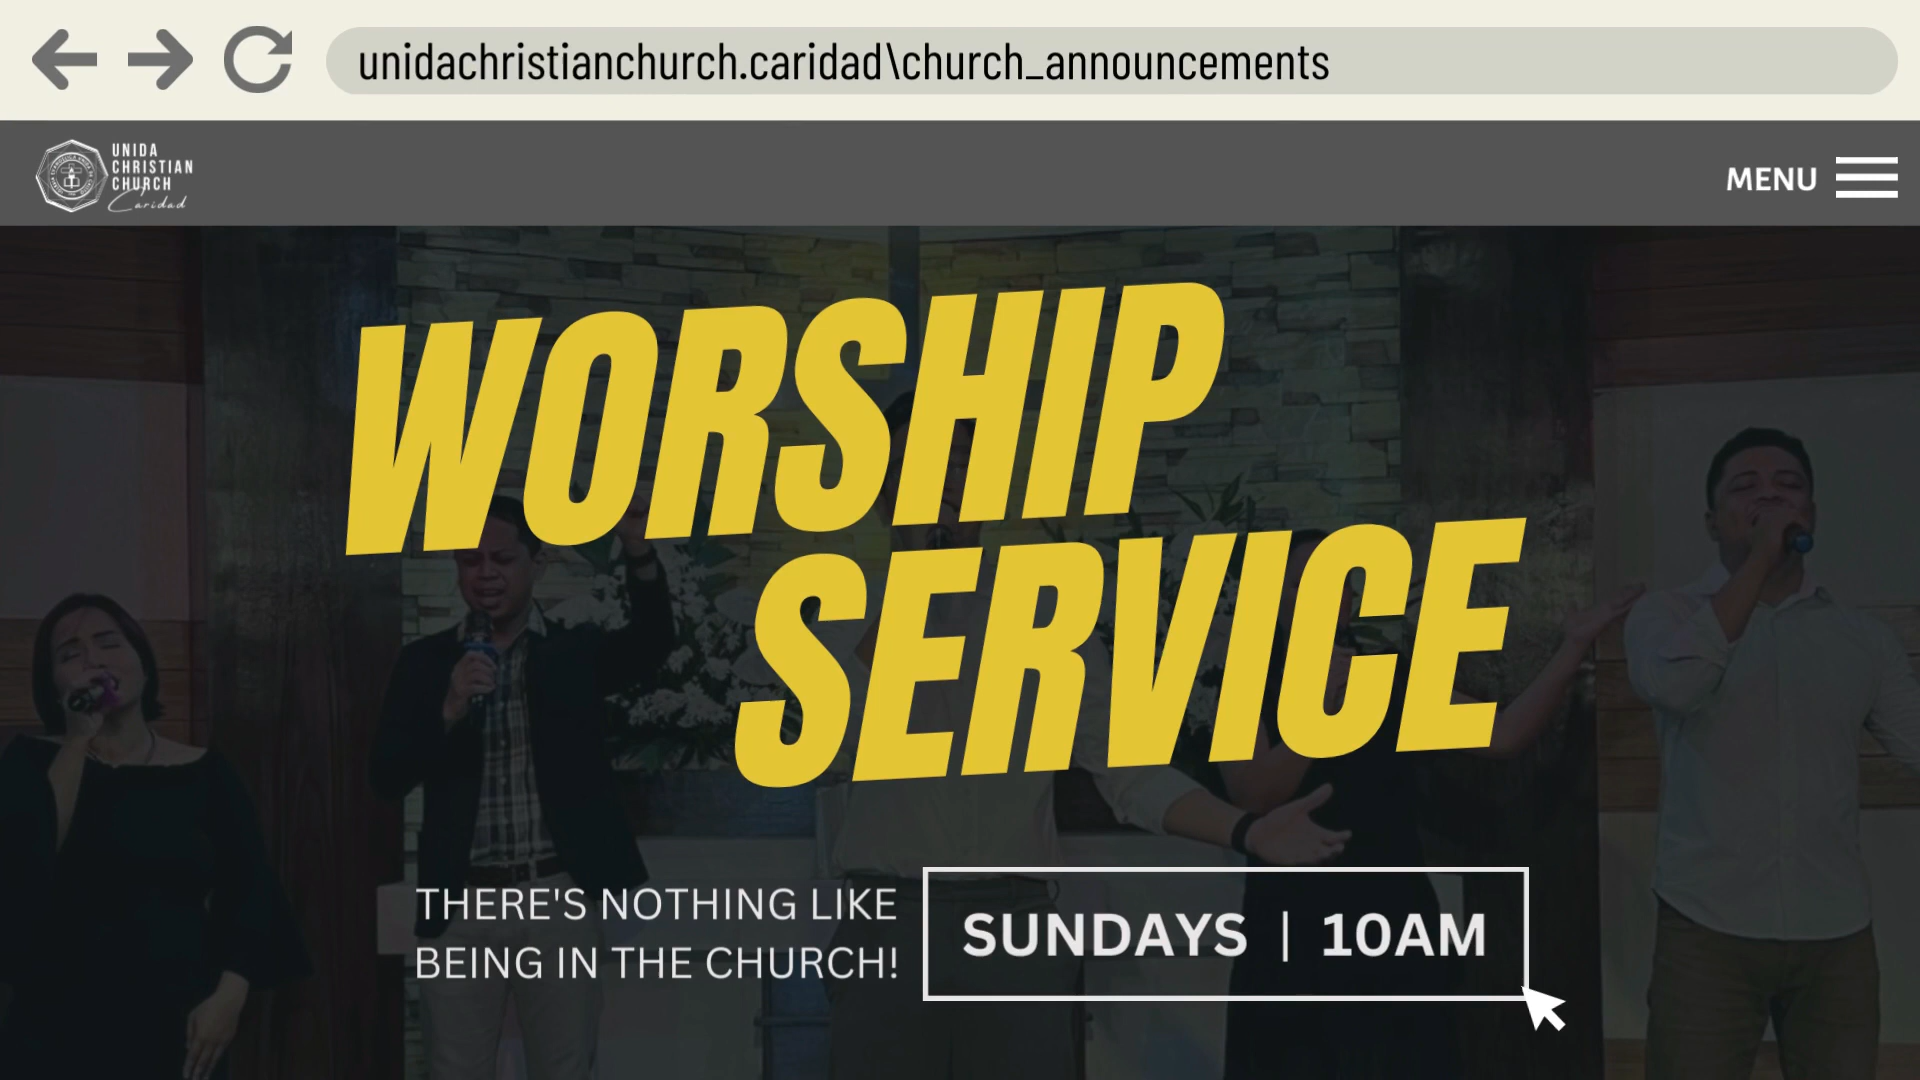 unidachristianchurch.caridad\church_announcements
UNIDA
CHRISTIAN
CHURCH
Caridad
MENU
WORSHIP
SERVICE
THERE'S NOTHING LIKE
BEING IN THE CHURCH!
SUNDAYS | 10AM